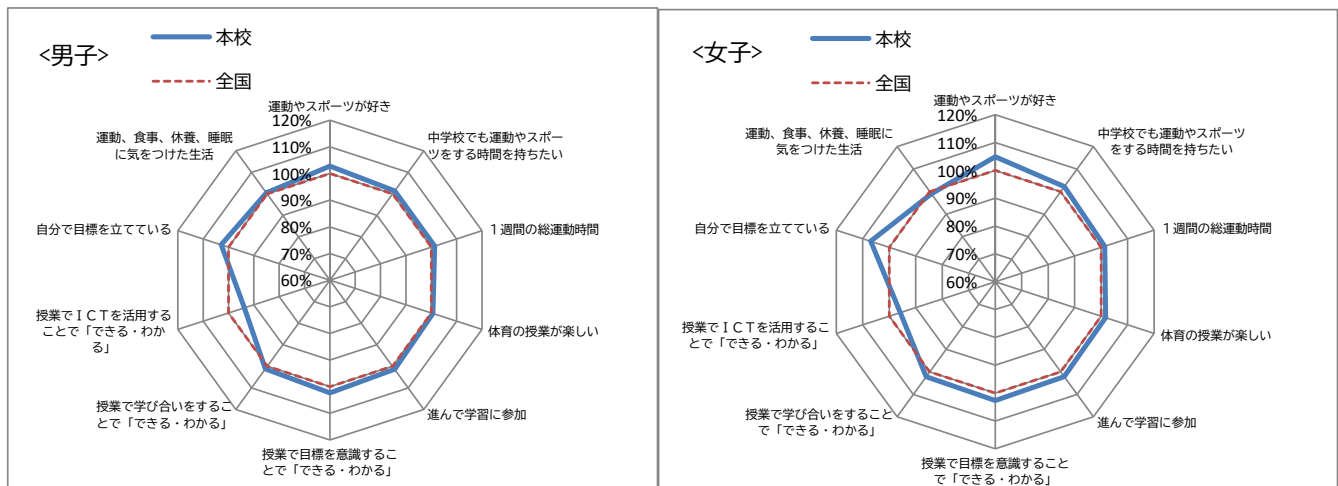 <男子>
本校
全国
運動やスポーツが好き
中学校でも運動やスポー
ツをする時間を持ちたい
１週間の総運動時間
体育の授業が楽しい
進んで学習に参加
授業で目標を意識するこ
とで「できる・わかる」
授業で学び合いをするこ
とで「できる・わかる」
授業でＩＣＴを活用する
ことで「できる・わか
る」
自分で目標を立てている
運動、食事、休養、睡眠
に気をつけた生活
120%
110%
100%
90%
80%
70%
60%
<女子>
本校
全国
運動やスポーツが好き
中学校でも運動やスポーツ
をする時間を持ちたい
１週間の総運動時間
体育の授業が楽しい
進んで学習に参加
授業で目標を意識すること
で「できる・わかる」
授業で学び合いをすること
で「できる・わかる」
授業でＩＣＴを活用するこ
とで「できる・わかる」
自分で目標を立てている
運動、食事、休養、睡眠に
気をつけた生活
120%
110%
100%
90%
80%
70%
60%